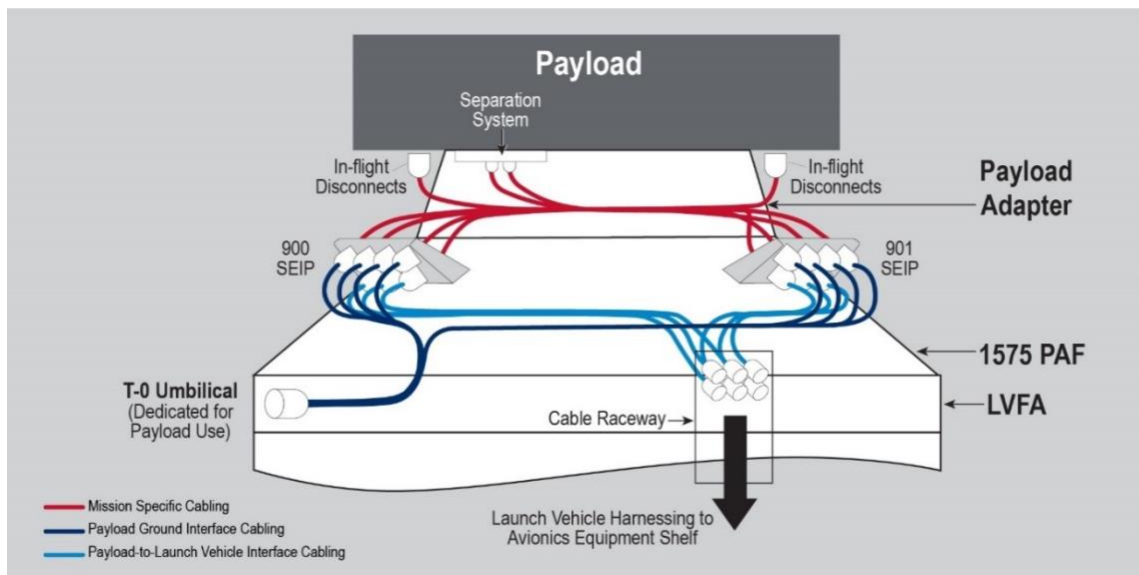 Payload
Separation
System
In-flight
Disconnects
In-flight
Disconnects
Payload
Adapter
900
SEIP
901
SEIP
1575 PAF
T-0 Umbilical
(Dedicated for
Payload Use)
LVFA
Cable Raceway
Mission Specific Cabling
Payload Ground Interface Cabling
Payload-to-Launch Vehicle Interface Cabling
Launch Vehicle Harnessing to
Avionics Equipment Shelf